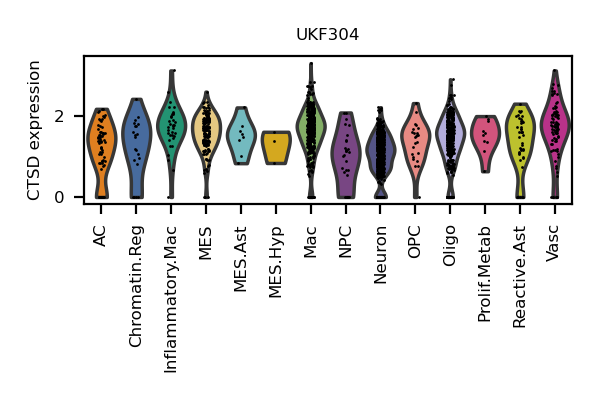 UKF304
CTSD expression
2
0
AC
Chromatin.Reg
Inflammatory.Mac
MES
MES.Ast
MES.Hyp
Mac
NPC
Neuron
OPC
Oligo
Prolif.Metab
Reactive.Ast
Vasc